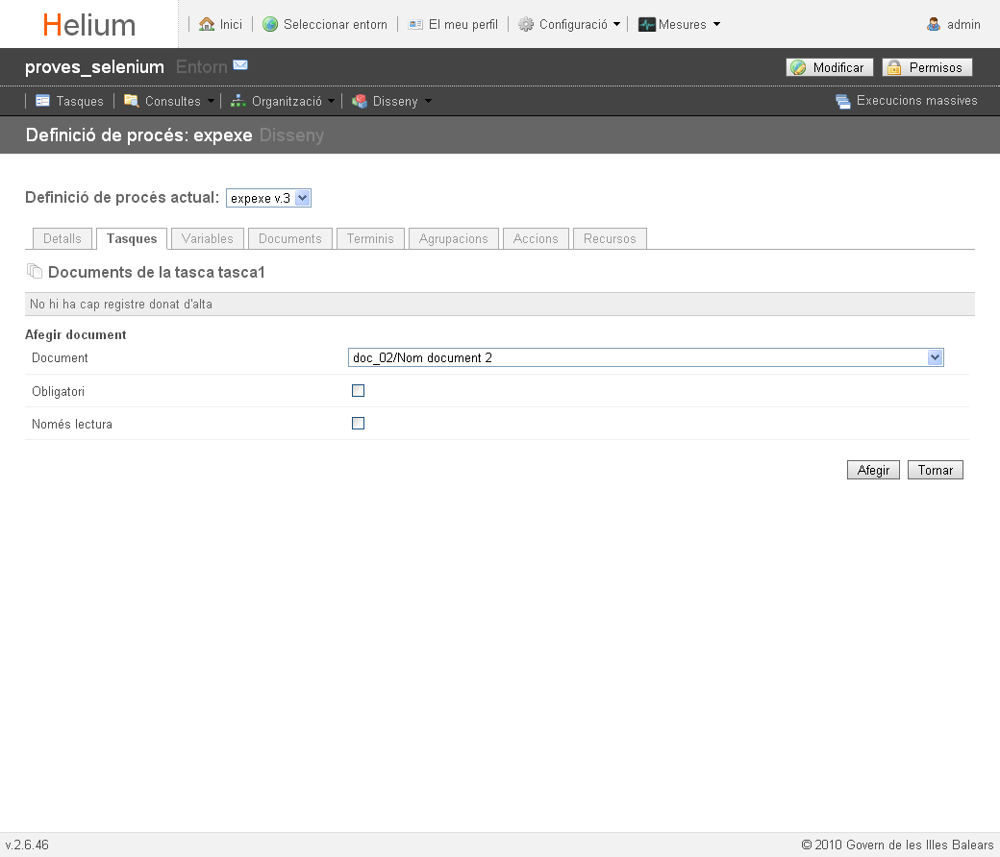 Helium
Inici
Seleccionar entorn
El meu perfil
Configuració
Mesures
admin
proves_selenium Entorn
Modificar
Permisos
Tasques
Consultes
Organització
Disseny
Execucions massives
Definició de procés: expexe Disseny
Definició de procés actual: expexe v.3
Detalls
Tasques
Variables
Documents
Terminis
Agrupacions
Accions
Recursos
Documents de la tasca tasca1
No hi ha cap registre donat d'alta
Afegir document
Document
doc_02/Nom document 2
Obligatori
Només lectura
Afegir
Tornar
v.2.6.46
© 2010 Govern de les Illes Balears